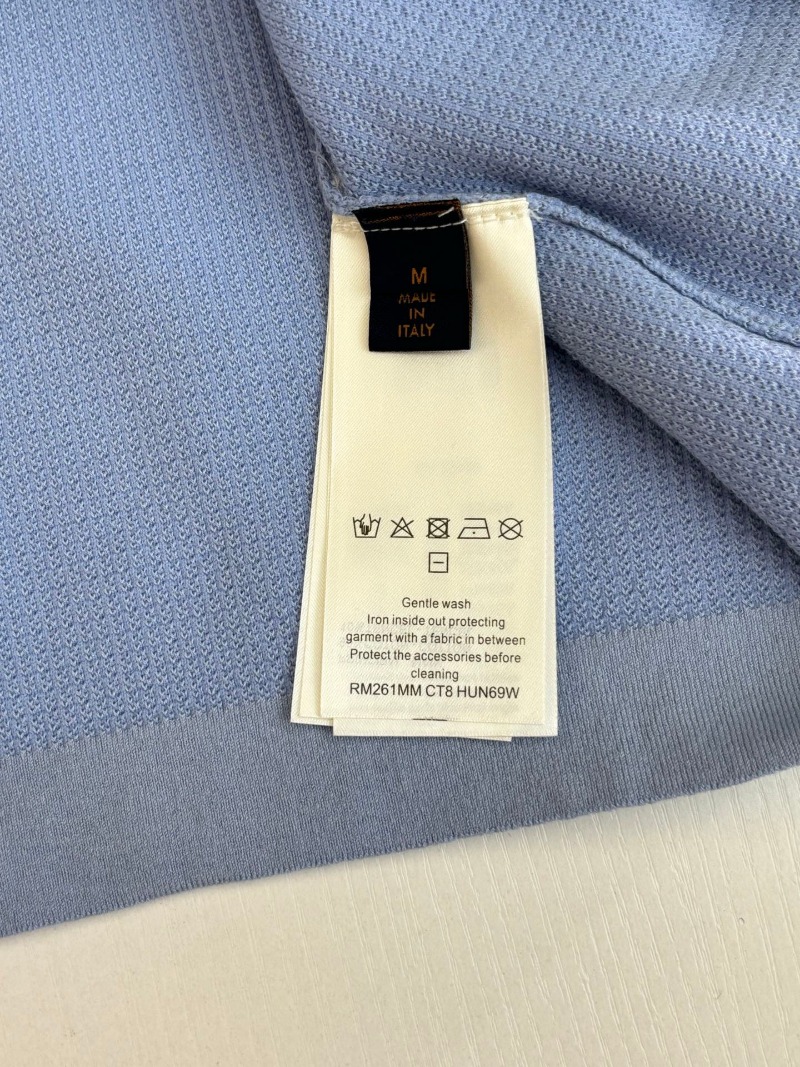 M
MADE
IN
ITALY
Gentle wash
Iron inside out protecting
garment with a fabric in between
Protect the accessories before
cleaning
RM261MM CT8 HUN69W